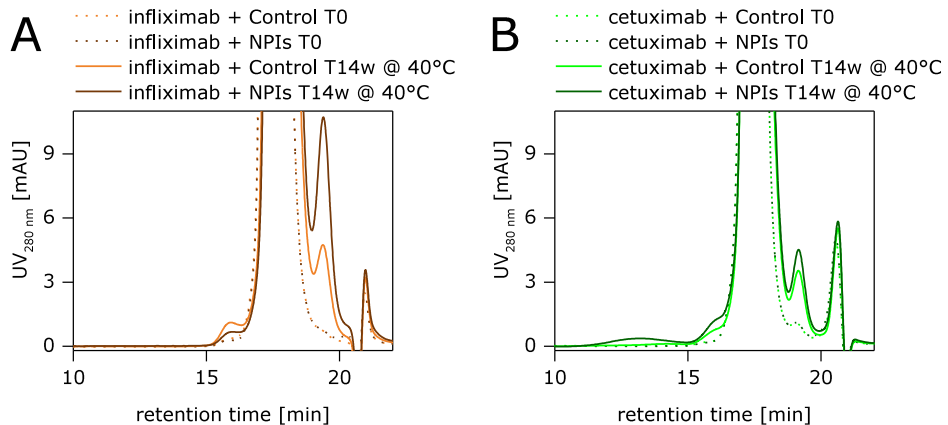 A
infliximab + Control T0
infliximab + NPIs T0
infliximab + Control T14w @ 40°C
infliximab + NPIs T14w @ 40°C
UV280 nm [mAU]
9
6
3
0
10
15
20
retention time [min]
B
cetuximab + Control T0
cetuximab + NPIs T0
cetuximab + Control T14w @ 40°C
cetuximab + NPIs T14w @ 40°C
UV280 nm [mAU]
9
6
3
0
10
15
20
retention time [min]